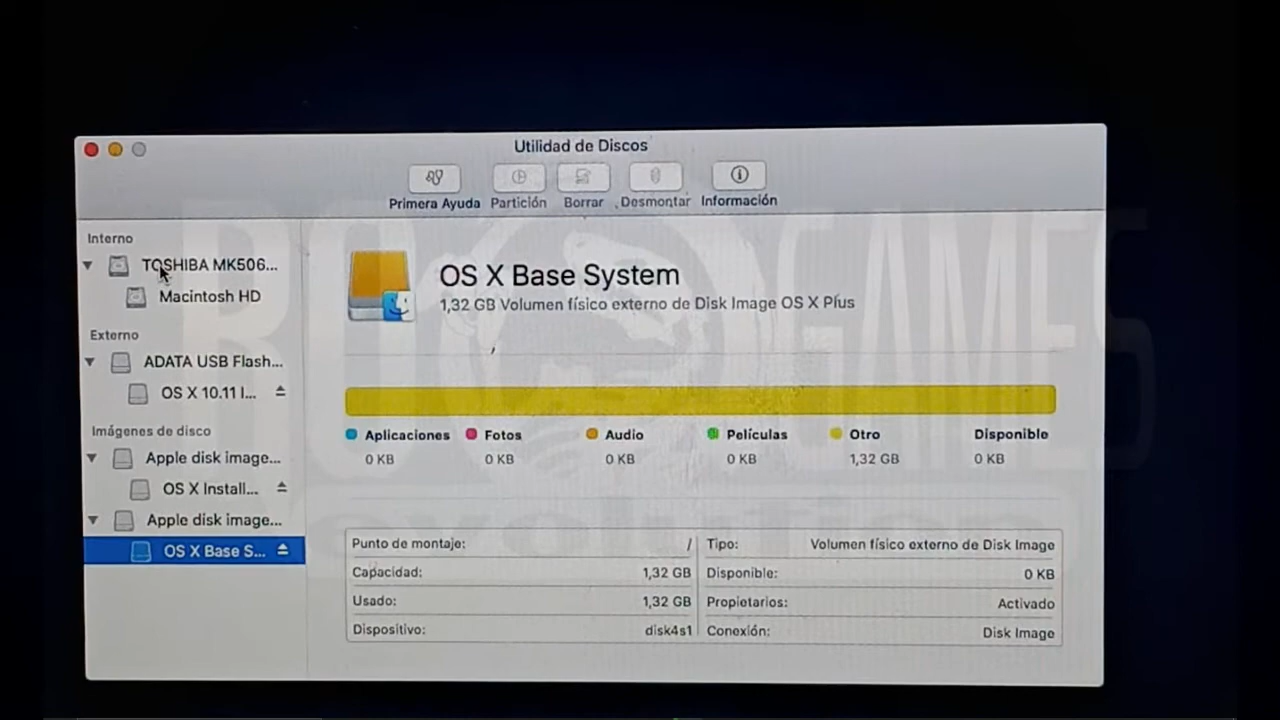 Utilidad de Discos
Primera Ayuda Partición Borrar Desmontar Información
Interno
TOSHIBA MK506...
Macintosh HD
Externo
ADATA USB Flash...
OS X 10.11 I...
Imágenes de disco
Apple disk image...
OS X Install...
Apple disk image...
OS X Base S...
OS X Base System
1,32 GB Volumen físico externo de Disk Image OS X Plus
Aplicaciones Fotos Audio Películas Otro Disponible
0 KB 0 KB 0 KB 0 KB 1,32 GB 0 KB
Punto de montaje: / Tipo: Volumen físico externo de Disk Image
Capacidad: 1,32 GB Disponible: 0 KB
Usado: 1,32 GB Propietarios: Activado
Dispositivo: disk4s1 Conexión: Disk Image
GAMES